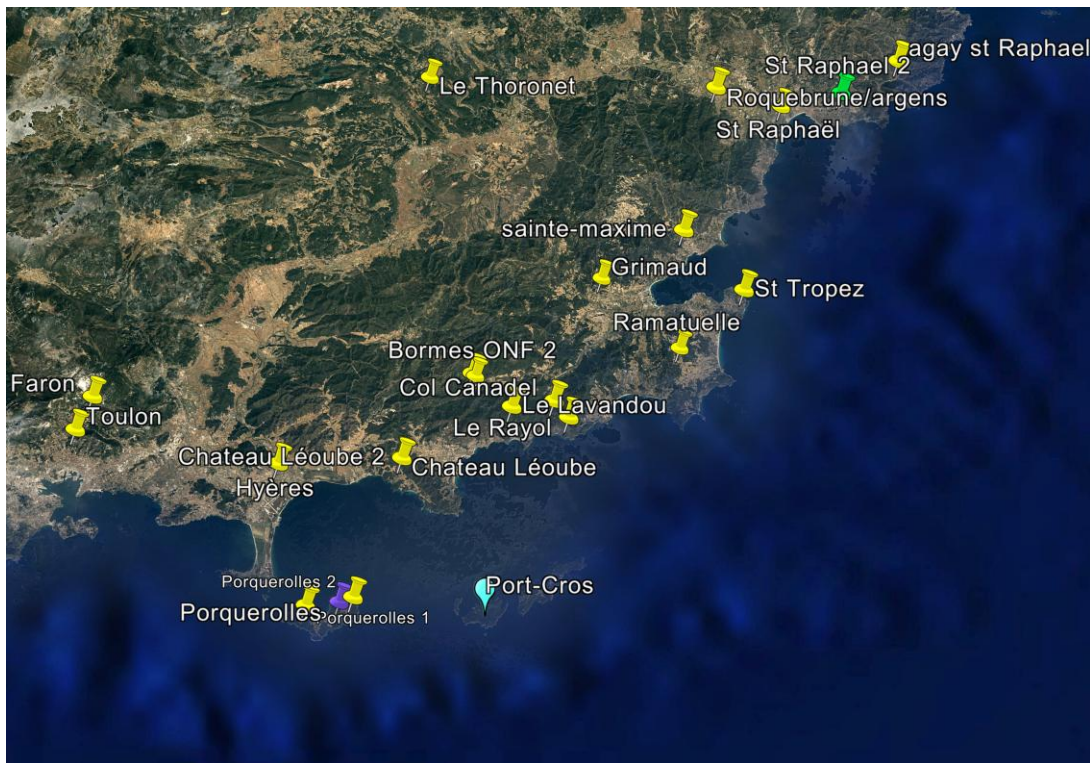 agay st Raphael
St Raphael 2
Le Thoronet
Roquebrune/argens
St Raphaël
sainte-maxime
Grimaud
St Tropez
Ramatuelle
Bormes ONF 2
Faron
Col Canadel
Le Lavandou
Toulon
Le Rayol
Chateau Léoube 2
Chateau Léoube
Hyères
Porquerolles 2
Port-Cros
Porquerolles
Porquerolles 1